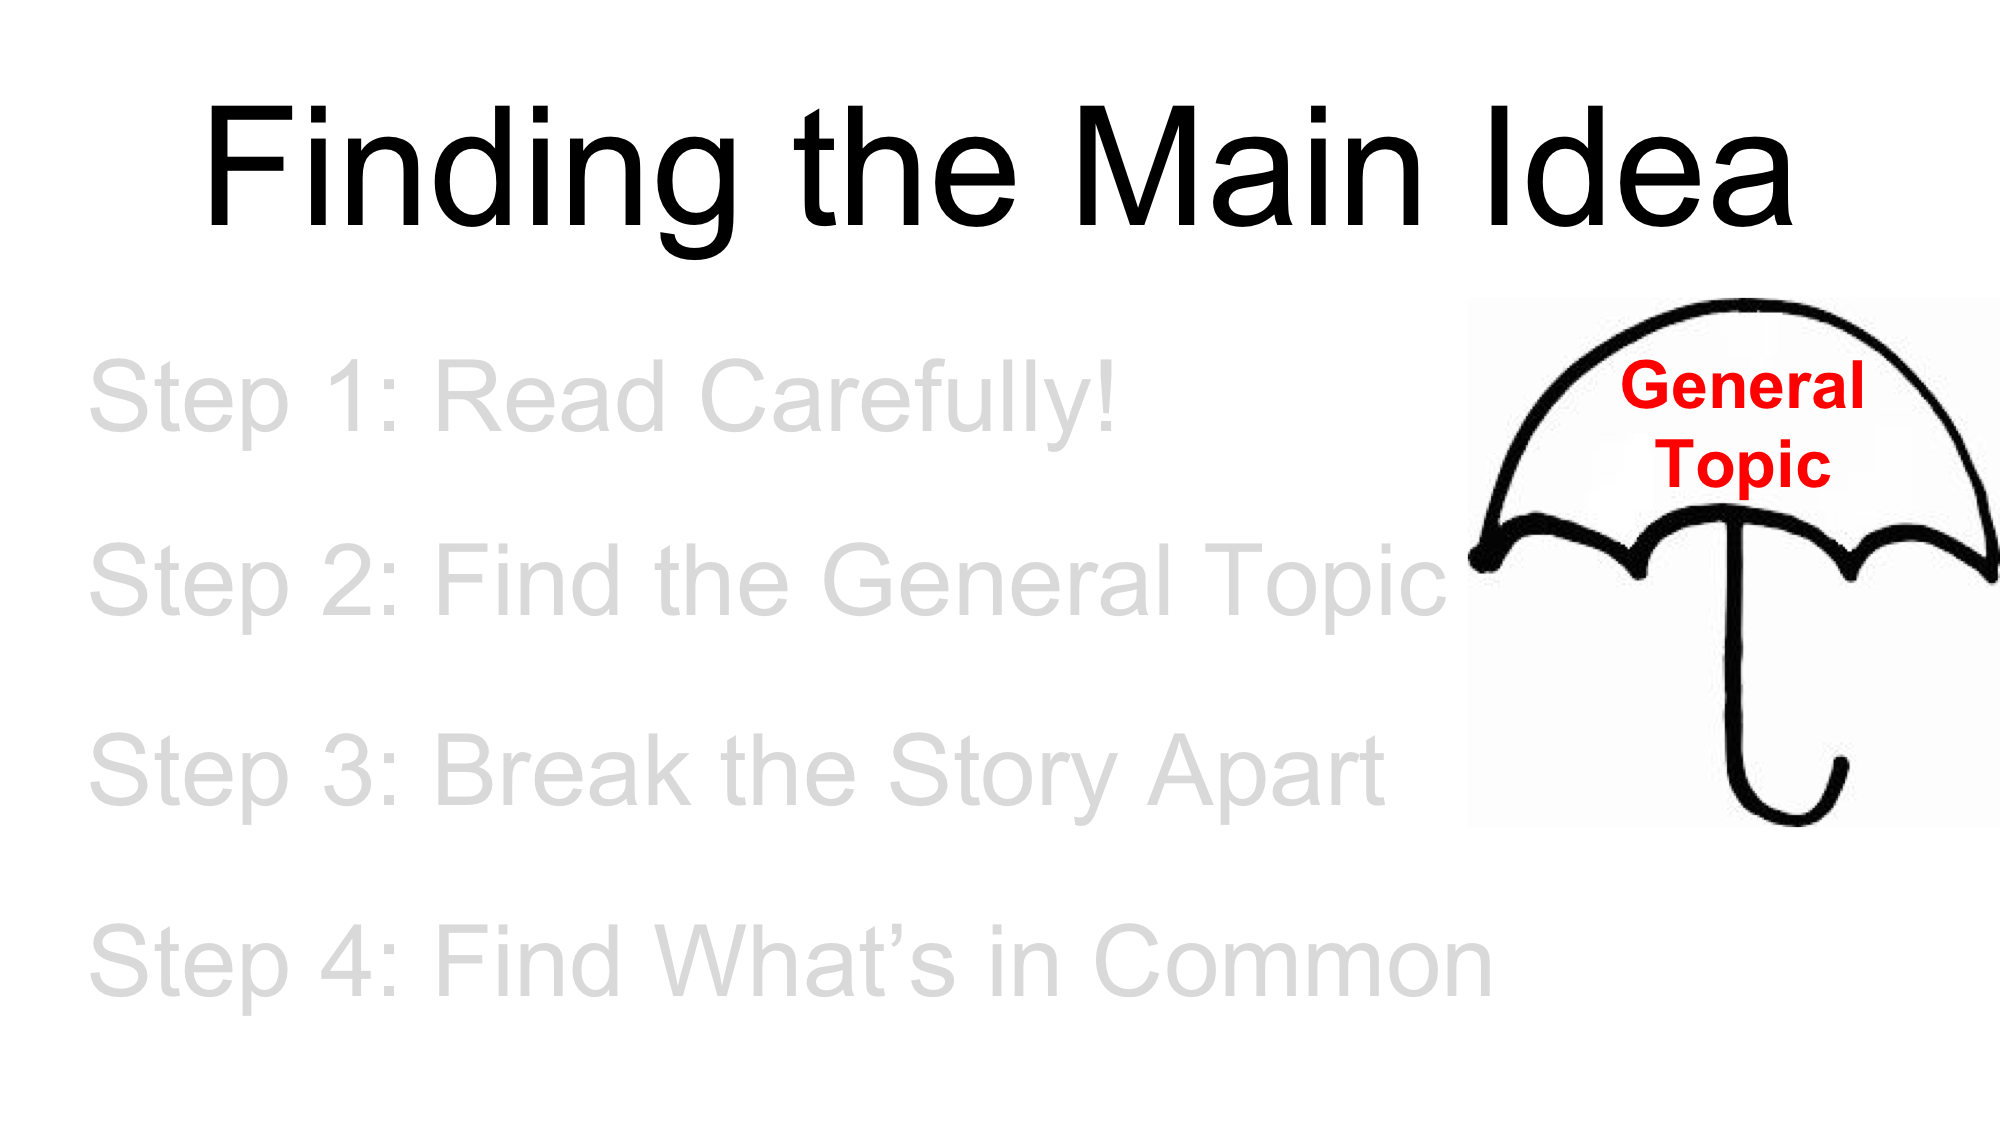 Finding the Main Idea
Step 1: Read Carefully!
General
Topic
Step 2: Find the General Topic
Step 3: Break the Story Apart
Step 4: Find What’s in Common